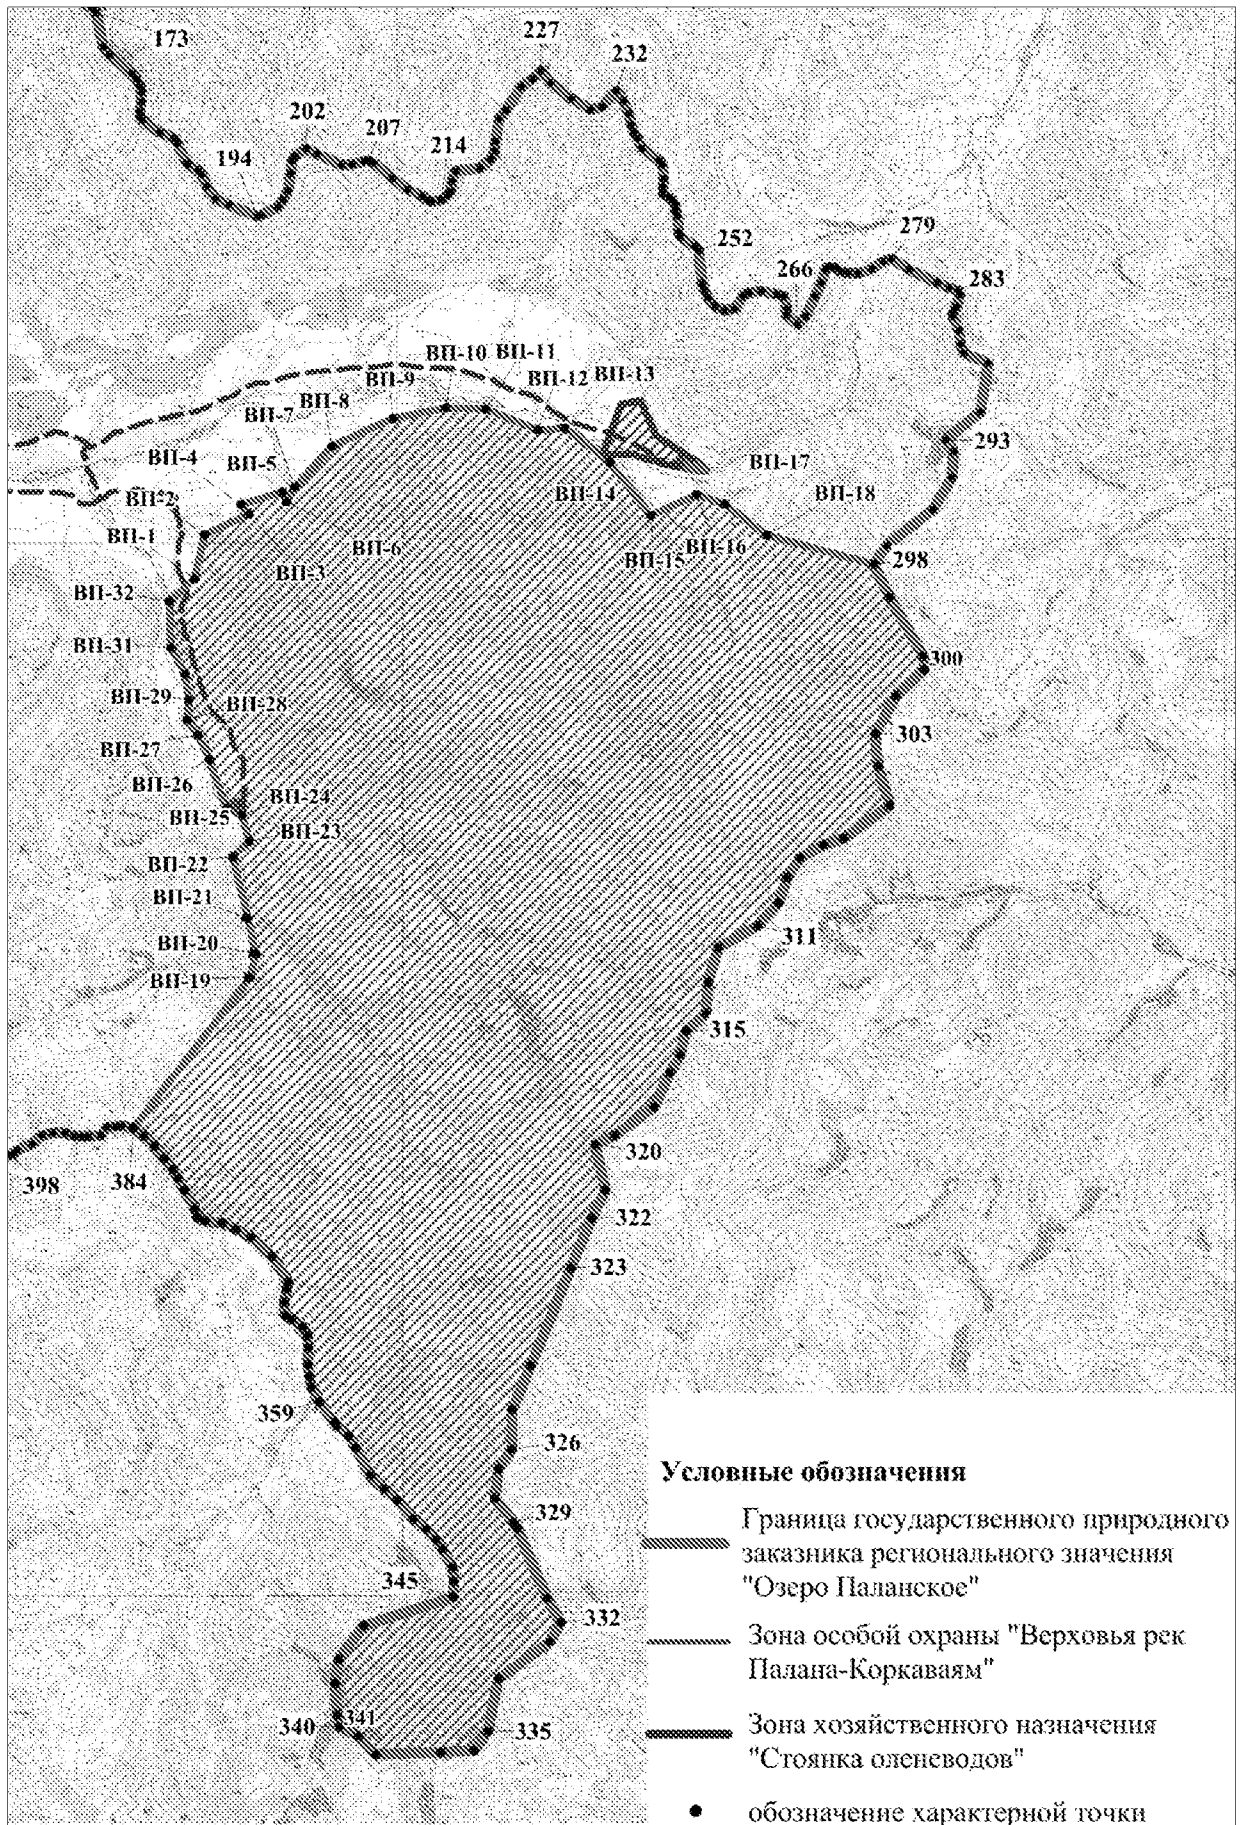 173
227
232
202
207
214
194
252
279
266
283
ВП-10
ВП-11
ВП-12
ВП-13
ВП-9
ВП-8
ВП-7
293
ВП-4
ВП-5
ВП-17
ВП-2
ВП-14
ВП-18
ВП-1
ВП-6
ВП-15
ВП-16
ВП-3
298
ВП-32
ВП-31
300
ВП-29
ВП-28
303
ВП-27
ВП-26
ВП-24
ВП-25
ВП-23
ВП-22
ВП-21
311
ВП-20
ВП-19
315
320
398
384
322
323
359
326
329
345
332
340
341
335
Условные обозначения
Граница государственного природного
заказника регионального значения
"Озеро Паланское"
Зона особой охраны "Верховья рек
Палана-Коркаваям"
Зона хозяйственного назначения
"Стоянка оленеводов"
обозначение характерной точки